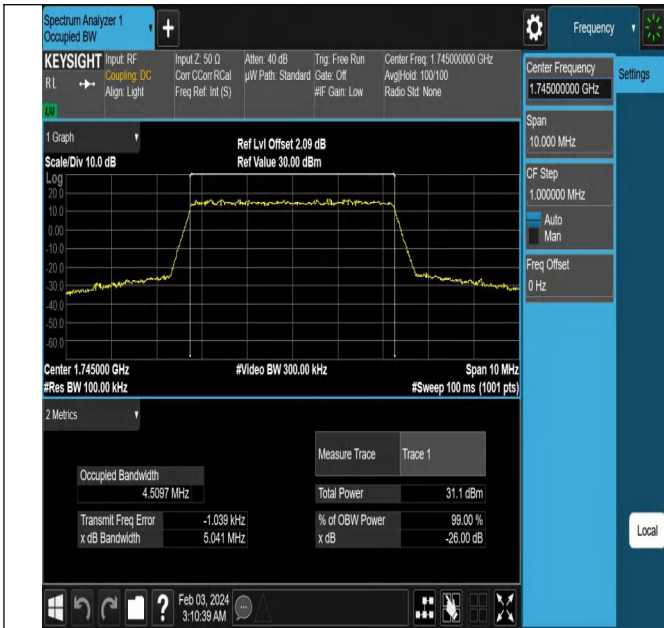 Spectrum Analyzer 1
Occupied BW
Frequency
KEYSIGHT
RL
LXI
Input: RF
Coupling: DC
Align: Light
Input Z: 50 Ω
Corr CCorr RCal
Freq Ref: Int (S)
Atten: 40 dB
µW Path: Standard
Trig: Free Run
Gate: Off
#IF Gain: Low
Center Freq: 1.745000000 GHz
Avg|Hold: 100/100
Radio Std: None
Center Frequency
1.745000000 GHz
Settings
Span
10.000 MHz
CF Step
1.000000 MHz
Auto
Man
Freq Offset
0 Hz
1 Graph
Scale/Div 10.0 dB
Ref Lvl Offset 2.09 dB
Ref Value 30.00 dBm
Log
20.0
10.0
0.00
-10.0
-20.0
-30.0
-40.0
-50.0
-60.0
Center 1.745000 GHz
#Video BW 300.00 kHz
Span 10 MHz
#Res BW 100.00 kHz
#Sweep 100 ms (1001 pts)
2 Metrics
Measure Trace
Trace 1
Occupied Bandwidth
4.5097 MHz
Total Power
31.1 dBm
Transmit Freq Error
-1.039 kHz
% of OBW Power
99.00 %
x dB Bandwidth
5.041 MHz
x dB
-26.00 dB
Local
?
Feb 03, 2024
3:10:39 AM